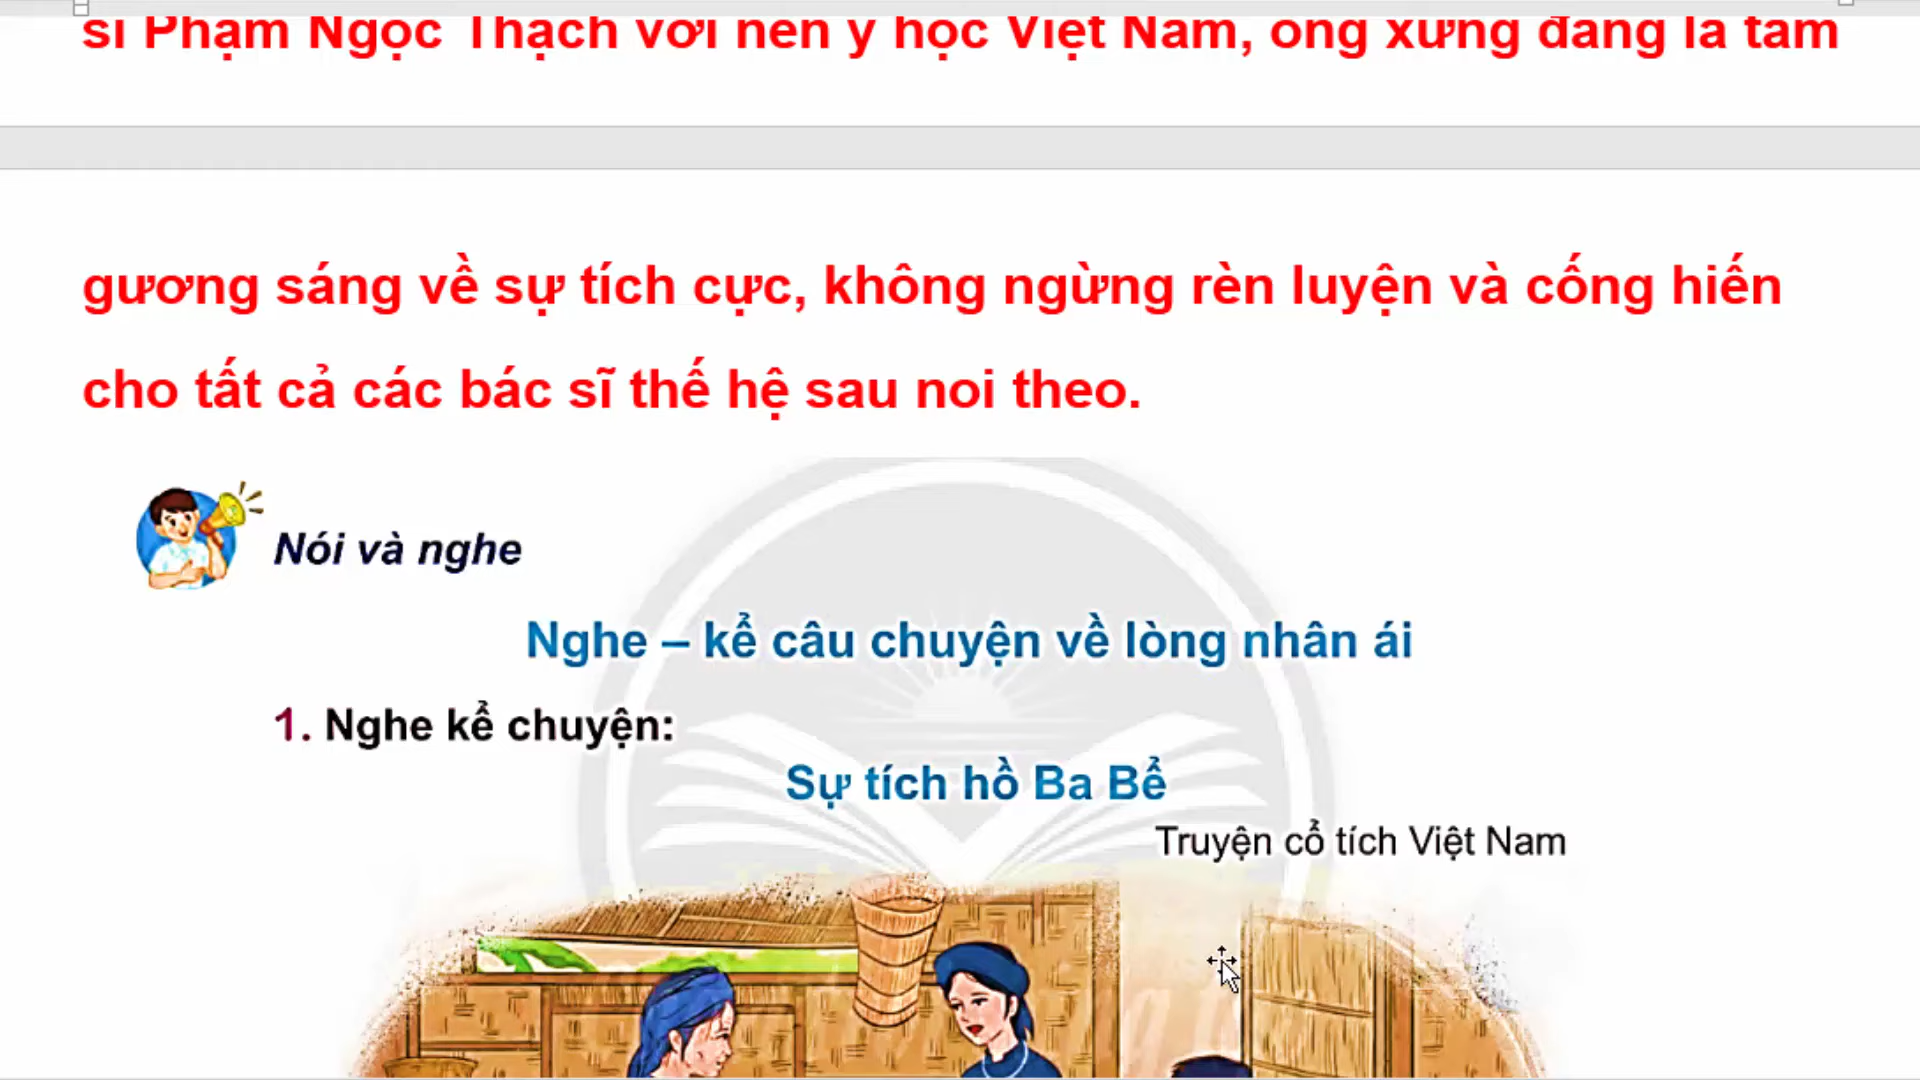 sĩ Phạm Ngọc Thạch với nền y học Việt Nam, ông xứng đáng là tấm
gương sáng về sự tích cực, không ngừng rèn luyện và cống hiến
cho tất cả các bác sĩ thế hệ sau noi theo.
Nói và nghe
Nghe – kể câu chuyện về lòng nhân ái
1. Nghe kể chuyện:
Sự tích hồ Ba Bể
Truyện cổ tích Việt Nam